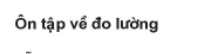 Ôn tập về đo lường